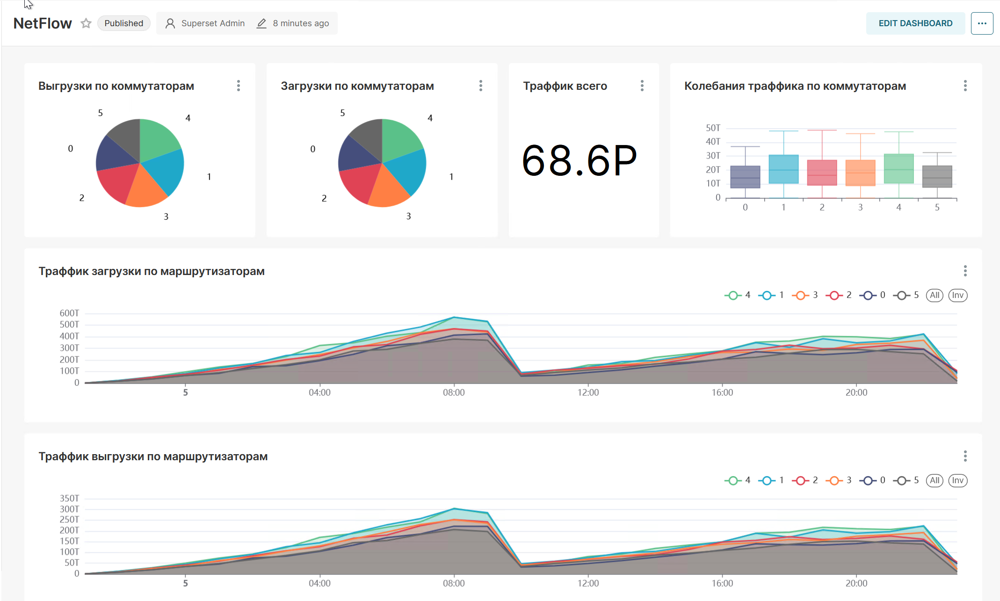 NetFlow Published Superset Admin 8 minutes ago EDIT DASHBOARD ...
Выгрузки по коммутаторам
5
4
0
1
2
3
Загрузки по коммутаторам
5
4
0
1
2
3
Траффик всего
68.6P
Колебания траффика по коммутаторам
50T
40T
30T
20T
10T
0
0 1 2 3 4 5
Траффик загрузки по маршрутизаторам
4 1 3 2 0 5 All Inv
600T
500T
400T
300T
200T
100T
0
5 04:00 08:00 12:00 16:00 20:00
Траффик выгрузки по маршрутизаторам
4 1 2 3 0 5 All Inv
350T
300T
250T
200T
150T
100T
50T
0
5 04:00 08:00 12:00 16:00 20:00